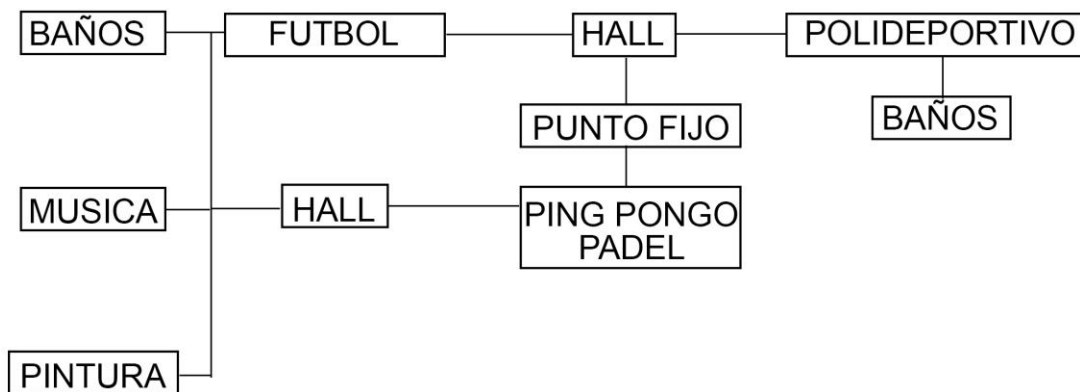 BAÑOS
FUTBOL
HALL
POLIDEPORTIVO
PUNTO FIJO
BAÑOS
MUSICA
HALL
PING PONGO
PADEL
PINTURA